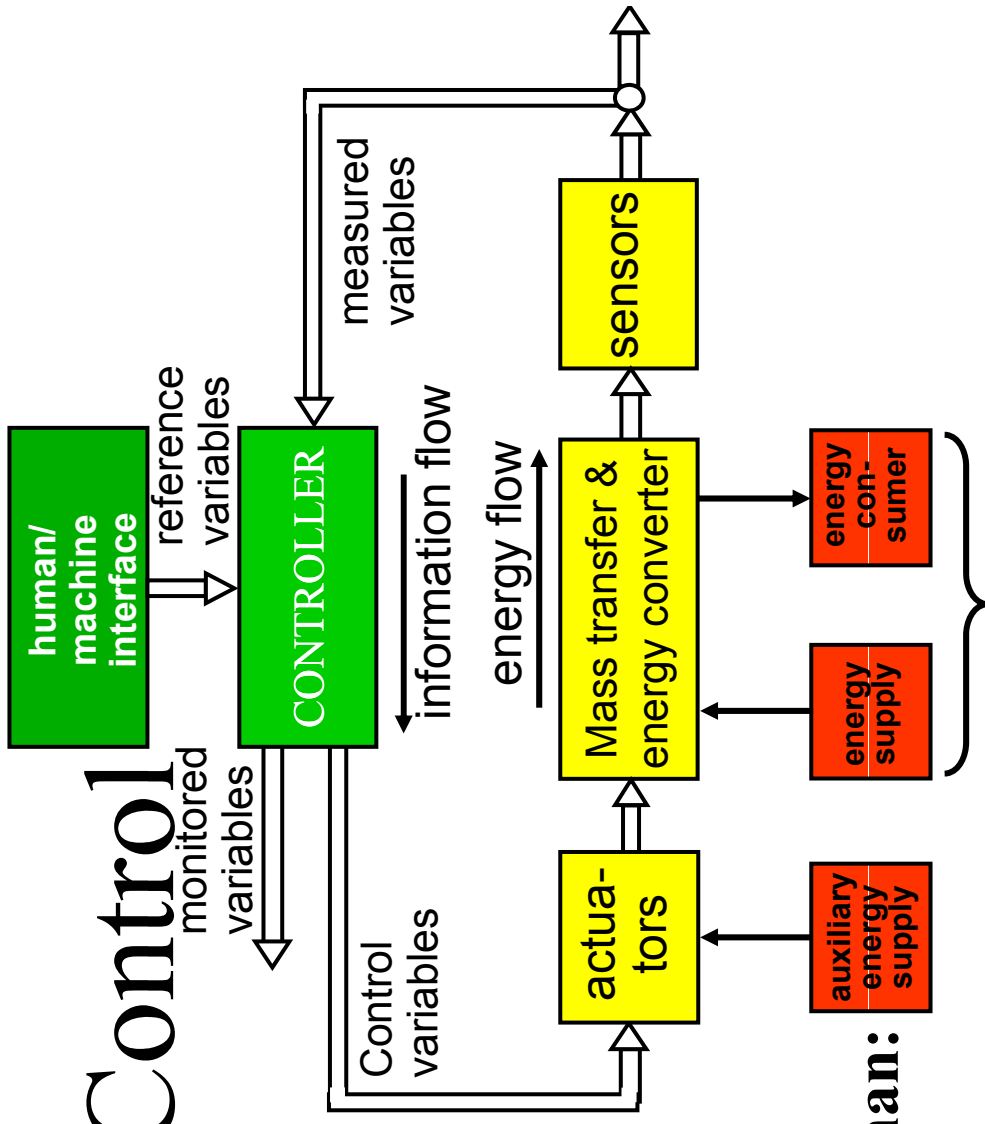 Control
human/
machine
interface
reference
variables
monitored
variables
CONTROLLER
measured
variables
information flow
energy flow
Control
variables
actua-
tors
Mass transfer &
energy converter
sensors
auxiliary
energy
supply
energy
supply
energy
con-
sumer
nan: